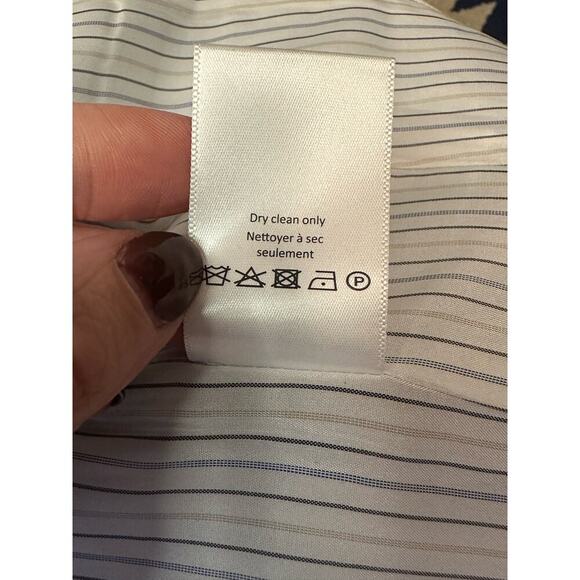 Dry clean only
Nettoyer à sec
seulement
P